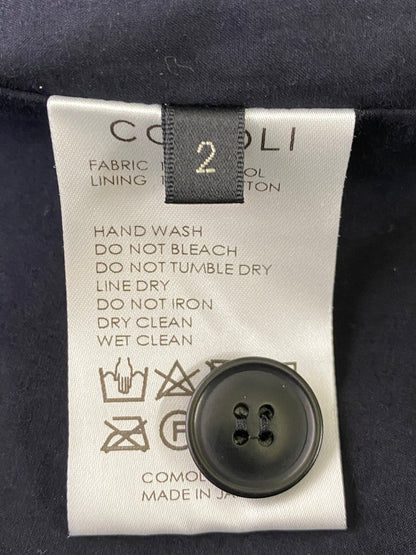 2
FABRIC
LINING
HAND WASH
DO NOT BLEACH
DO NOT TUMBLE DRY
LINE DRY
DO NOT IRON
DRY CLEAN
WET CLEAN
F
MADE IN